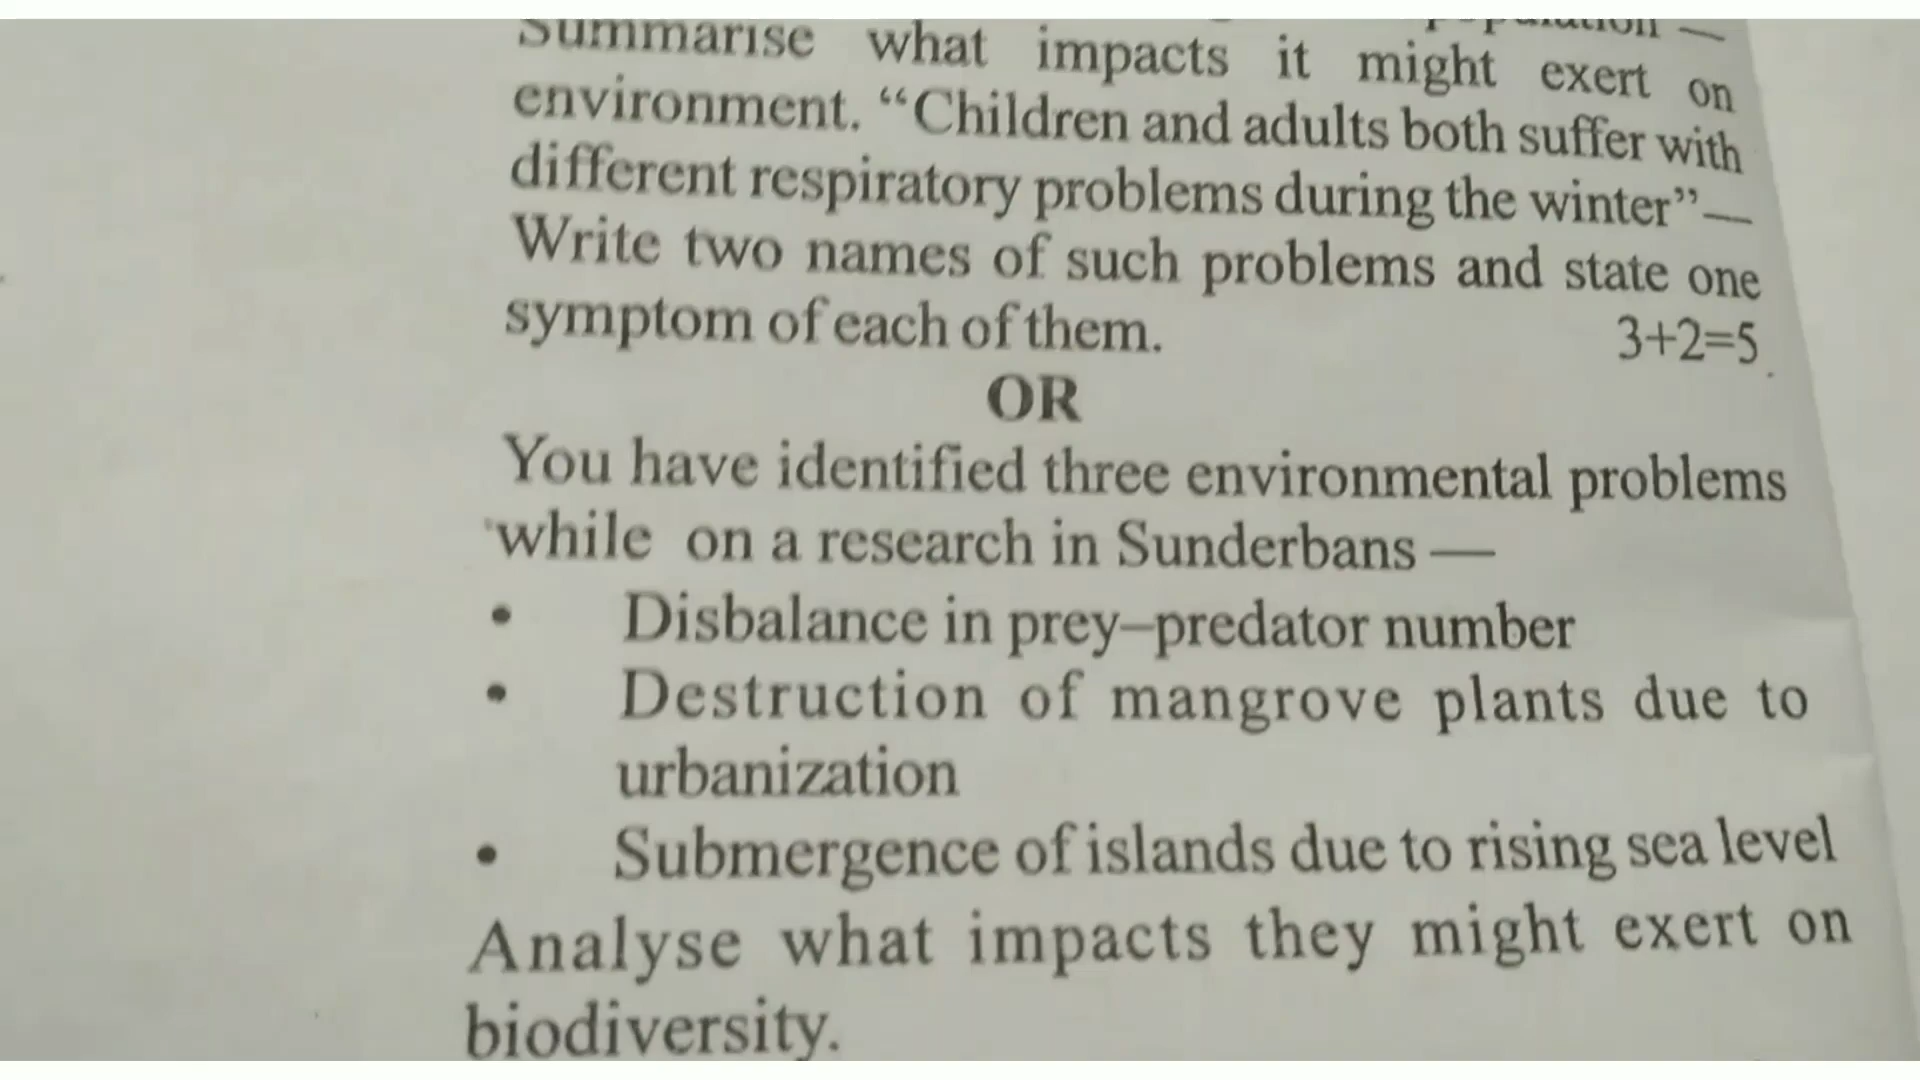 population —
Summarise what impacts it might exert on
environment. “Children and adults both suffer with
different respiratory problems during the winter”—
Write two names of such problems and state one
symptom of each of them. 3+2=5
OR
You have identified three environmental problems
while on a research in Sunderbans —
• Disbalance in prey–predator number
• Destruction of mangrove plants due to
urbanization
• Submergence of islands due to rising sea level
Analyse what impacts they might exert on
biodiversity.